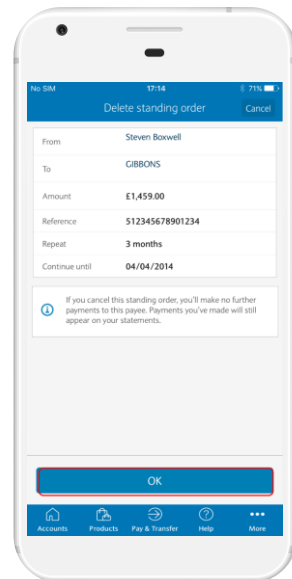 No SIM 17:14 71%
Delete standing order Cancel
From Steven Boxwell
To GIBBONS
Amount £1,459.00
Reference 512345678901234
Repeat 3 months
Continue until 04/04/2014
If you cancel this standing order, you'll make no further
payments to this payee. Payments you've made will still
appear on your statements.
OK
Accounts Products Pay & Transfer Help More